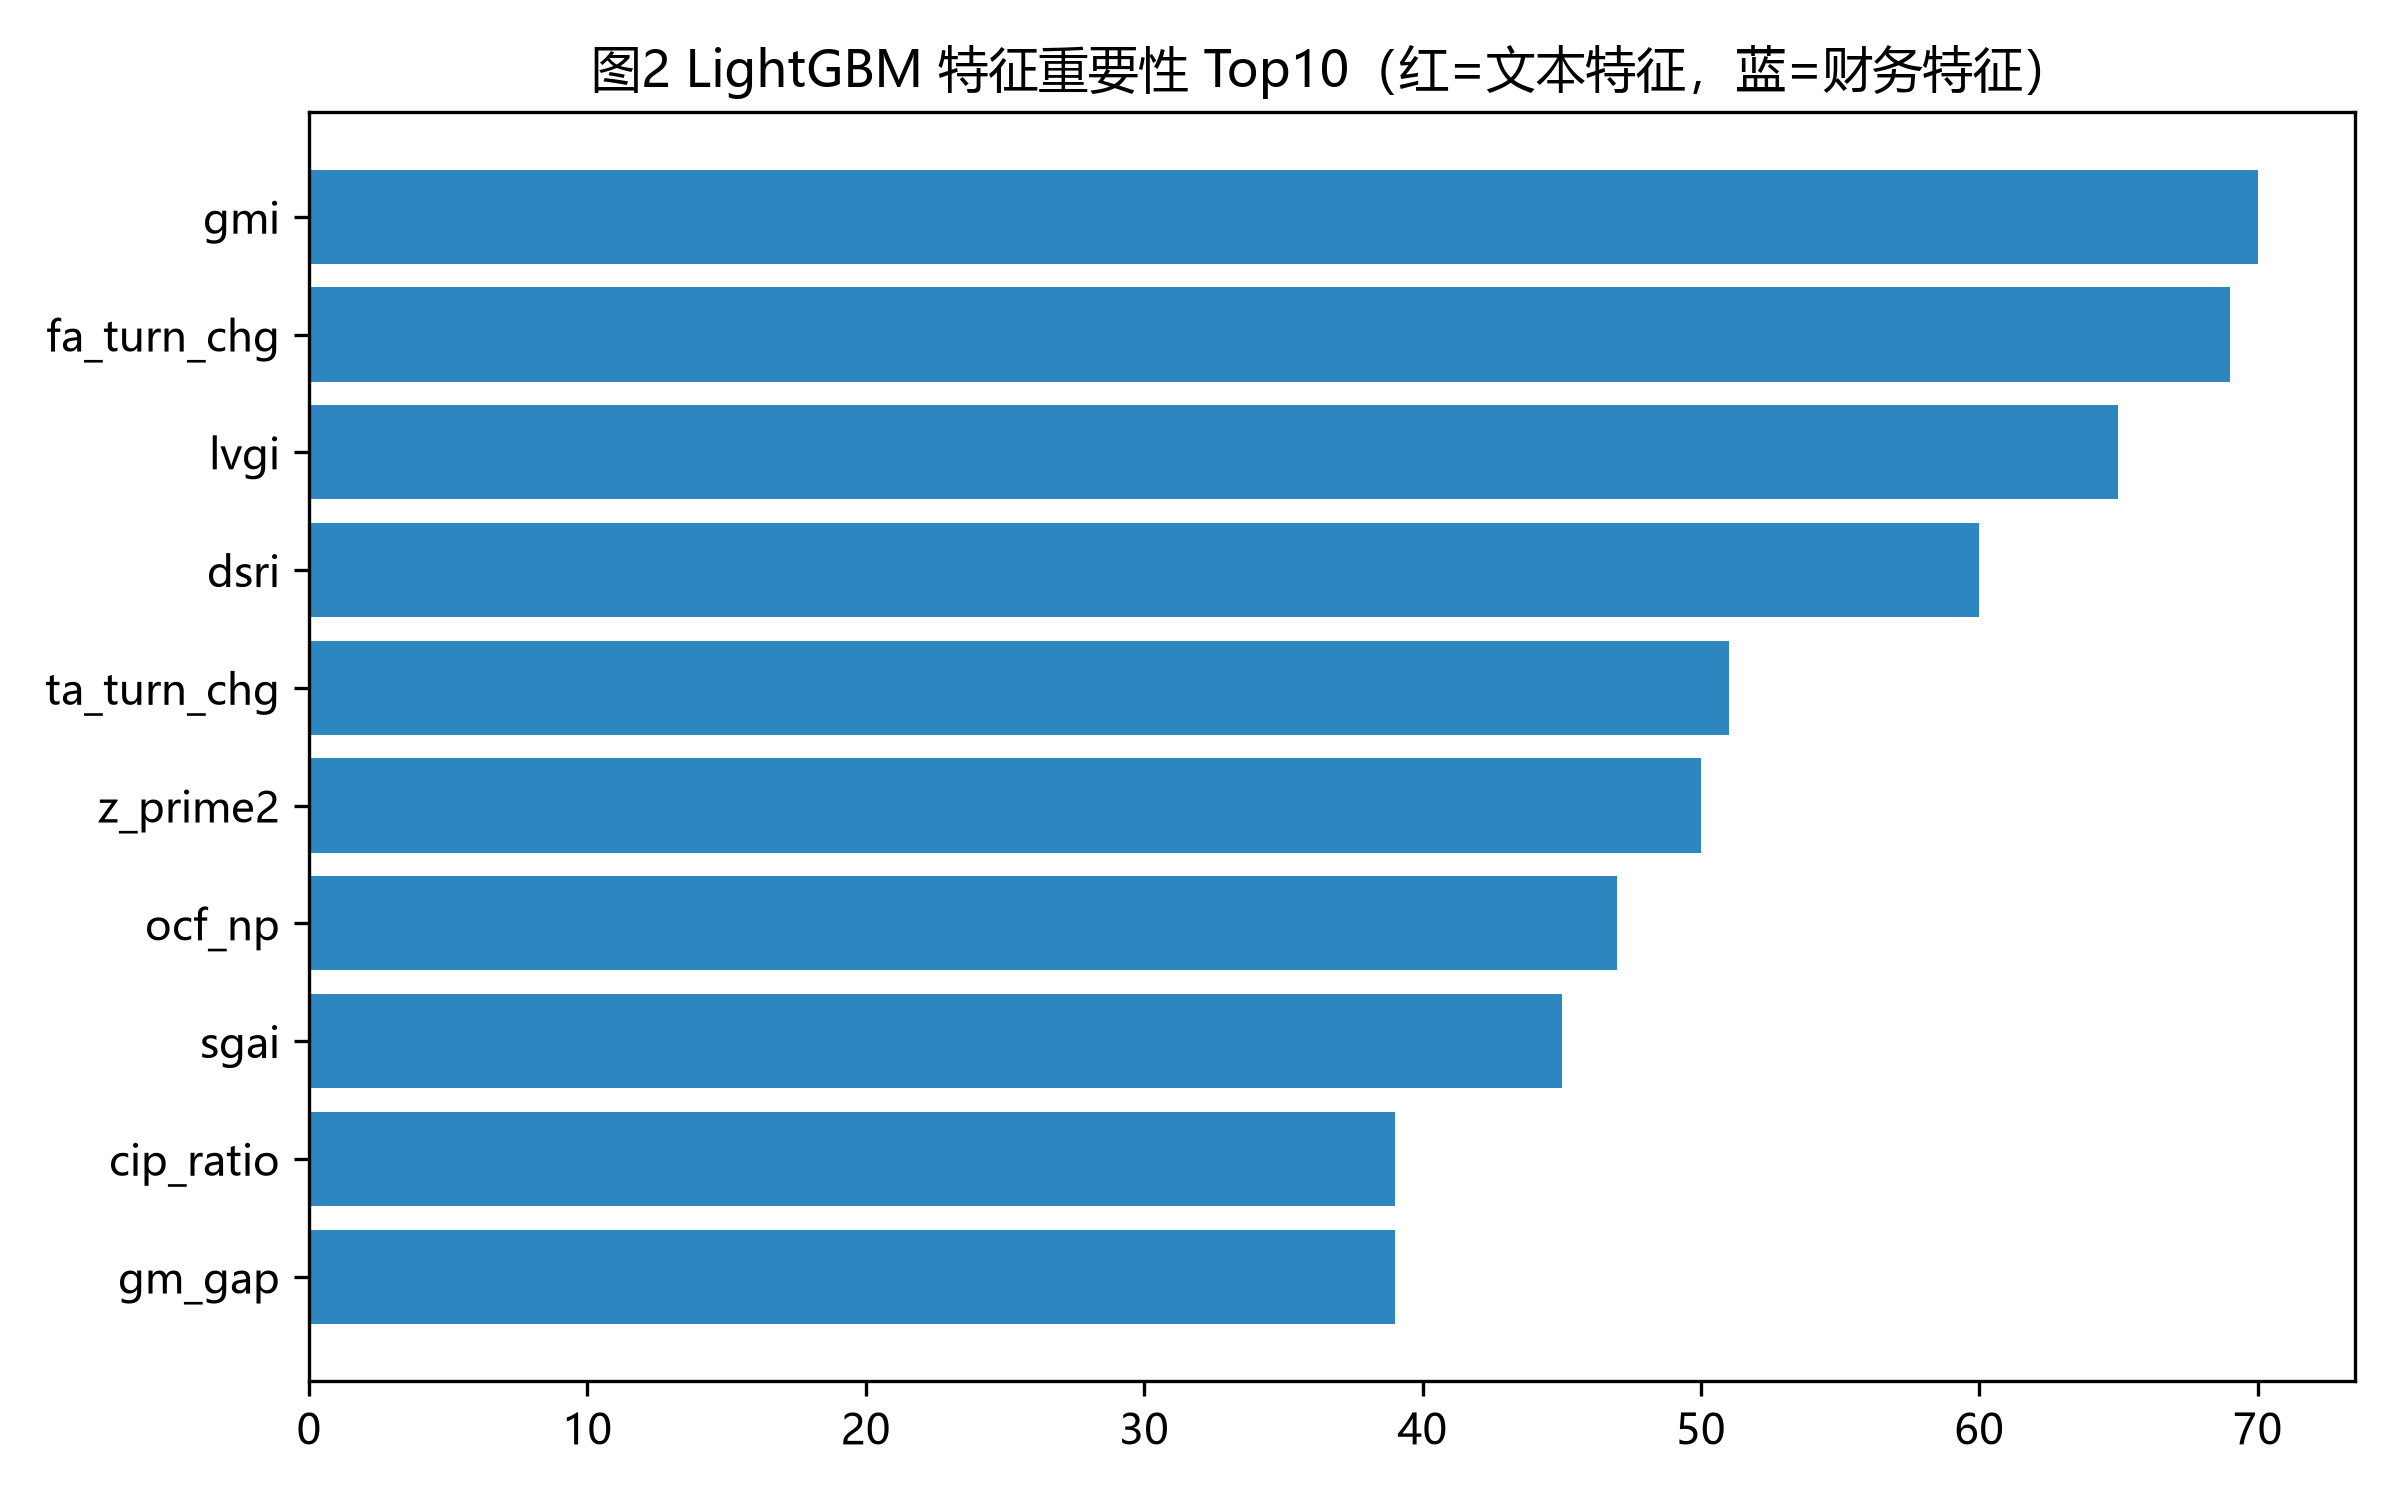 图2 LightGBM 特征重要性 Top10（红=文本特征，蓝=财务特征）
gmi
fa_turn_chg
lvgi
dsri
ta_turn_chg
z_prime2
ocf_np
sgai
cip_ratio
gm_gap
0 10 20 30 40 50 60 70